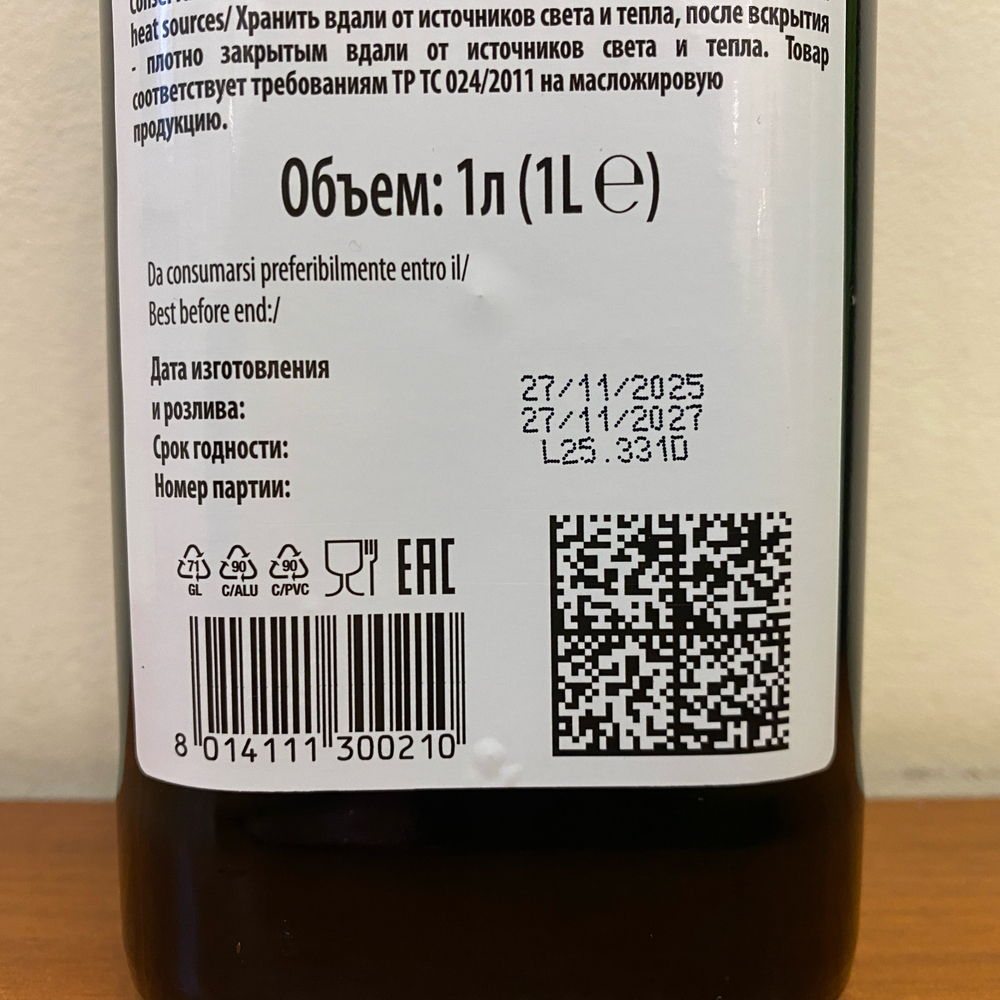 heat sources/ Хранить вдали от источников света и тепла, после вскрытия
- плотно закрытым вдали от источников света и тепла. Товар
соответствует требованиям ТР ТС 024/2011 на масложировую
продукцию.
Объем: 1л (1L ℮)
Da consumarsi preferibilmente entro il/
Best before end:/
Дата изготовления
и розлива:
Срок годности:
Номер партии:
27/11/2025
27/11/2027
L25.331D
71 90 90
GL C/ALU C/PVC
EAC
8 014111 300210